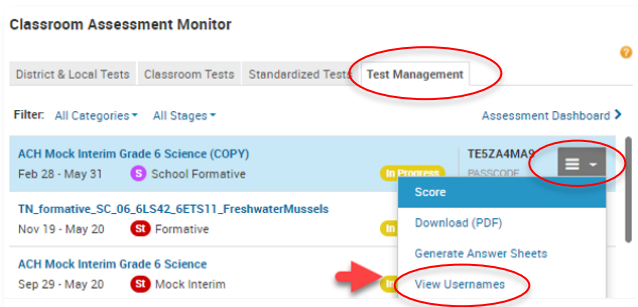 Classroom Assessment Monitor
?
District & Local Tests Classroom Tests Standardized Tests Test Management
Filter: All Categories All Stages Assessment Dashboard
ACH Mock Interim Grade 6 Science (COPY) TE5ZA4MA9
Feb 28 - May 31 S School Formative In Progress PASSCODE
Score
TN_formative_SC_06_6LS42_6ETS11_FreshwaterMussels
Download (PDF)
Nov 19 - May 20 St Formative In
Generate Answer Sheets
ACH Mock Interim Grade 6 Science
Sep 29 - May 20 St Mock Interim View Usernames